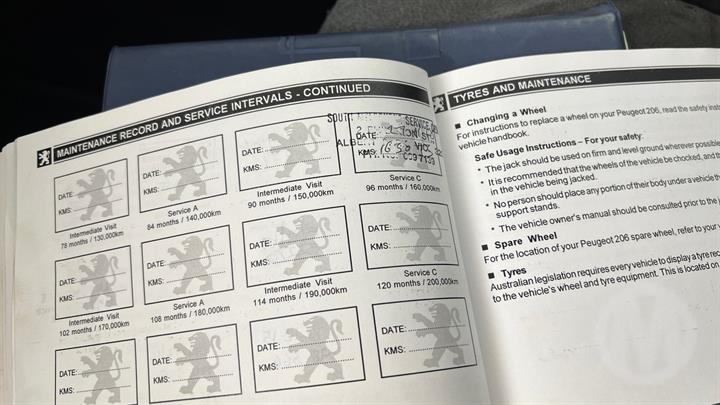 MAINTENANCE RECORD AND SERVICE INTERVALS - CONTINUED
DATE:
KMS:
Intermediate Visit
78 months / 130,000km
DATE:
KMS:
Service A
84 months / 140,000km
DATE:
KMS:
Intermediate Visit
90 months / 150,000km
DATE:
KMS:
Service C
96 months / 160,000km
DATE:
KMS:
Intermediate Visit
102 months / 170,000km
DATE:
KMS:
Service A
108 months / 180,000km
DATE:
KMS:
Intermediate Visit
114 months / 190,000km
DATE:
KMS:
Service C
120 months / 200,000km
DATE:
KMS:
DATE:
KMS:
DATE:
KMS:
DATE:
KMS:
TYRES AND MAINTENANCE
■ Changing a Wheel
For instructions to replace a wheel on your Peugeot 206, read the safety
vehicle handbook.
Safe Usage Instructions – For your safety:
• The jack should be used on firm and level ground wherever possible
• It is recommended that the wheels of the vehicle be chocked, and
in the vehicle being jacked.
• No person should place any portion of their body under a vehicle
support stands.
• The vehicle owner's manual should be consulted prior to the
■ Spare Wheel
For the location of your Peugeot 206 spare wheel, refer to your
■ Tyres
Australian legislation requires every vehicle to display a tyre
to the vehicle's wheel and tyre equipment. This is located on